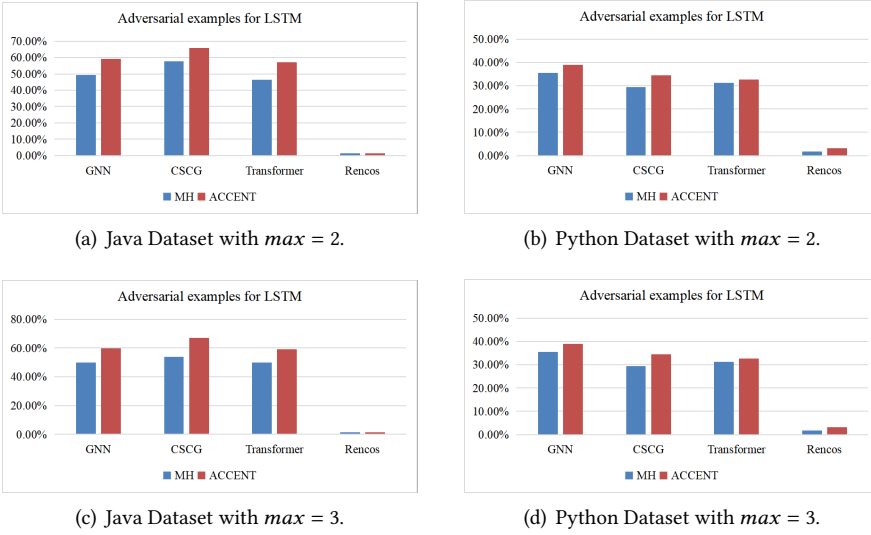 Adversarial examples for LSTM
70.00%
60.00%
50.00%
40.00%
30.00%
20.00%
10.00%
0.00%
GNN CSCG Transformer Rencos
MH ACCENT
(a) Java Dataset with max = 2.
Adversarial examples for LSTM
50.00%
40.00%
30.00%
20.00%
10.00%
0.00%
GNN CSCG Transformer Rencos
MH ACCENT
(b) Python Dataset with max = 2.
Adversarial examples for LSTM
80.00%
60.00%
40.00%
20.00%
0.00%
GNN CSCG Transformer Rencos
MH ACCENT
(c) Java Dataset with max = 3.
Adversarial examples for LSTM
50.00%
40.00%
30.00%
20.00%
10.00%
0.00%
GNN CSCG Transformer Rencos
MH ACCENT
(d) Python Dataset with max = 3.